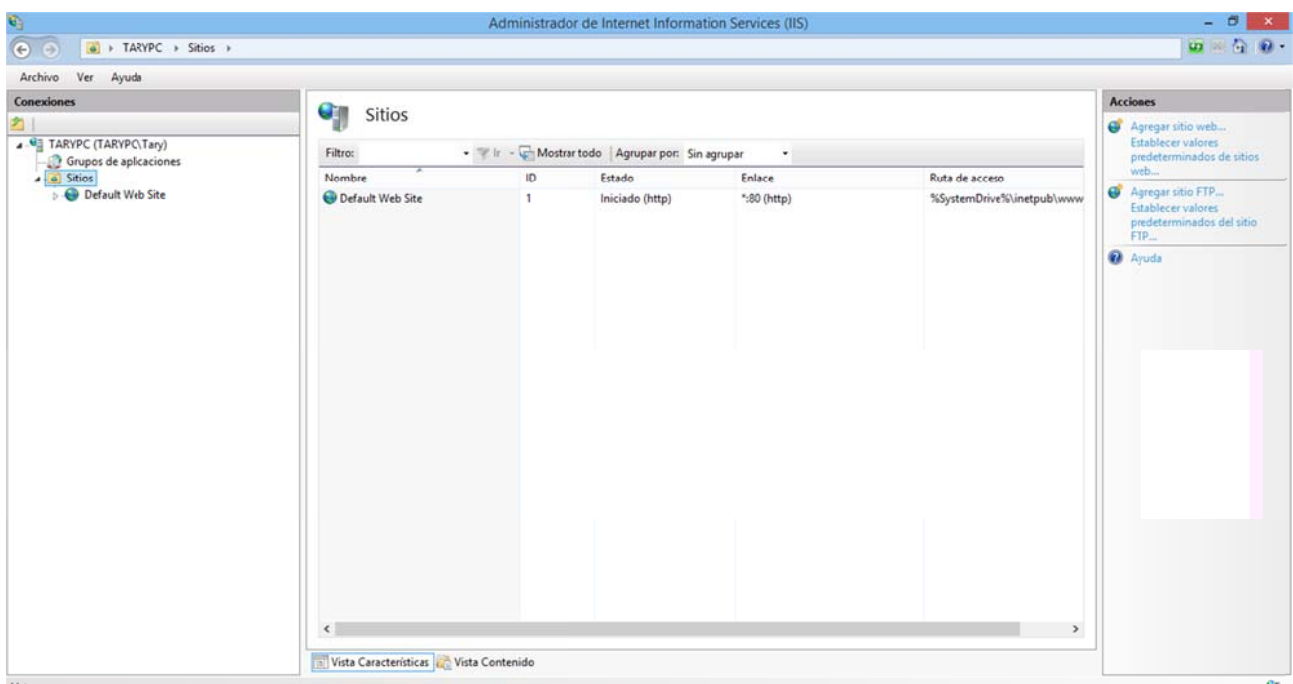 Administrador de Internet Information Services (IIS)
TARYPC Sitios
Archivo Ver Ayuda
Conexiones
TARYPC (TARYPC\Tary)
Grupos de aplicaciones
Sitios
Default Web Site
Sitios
Filtro: Ir Mostrar todo Agrupar por: Sin agrupar
Nombre ID Estado Enlace Ruta de acceso
Default Web Site 1 Iniciado (http) *:80 (http) %SystemDrive%\inetpub\www
Vista Características Vista Contenido
Acciones
Agregar sitio web...
Establecer valores
predeterminados de sitios
web...
Agregar sitio FTP...
Establecer valores
predeterminados del sitio
FTP...
Ayuda